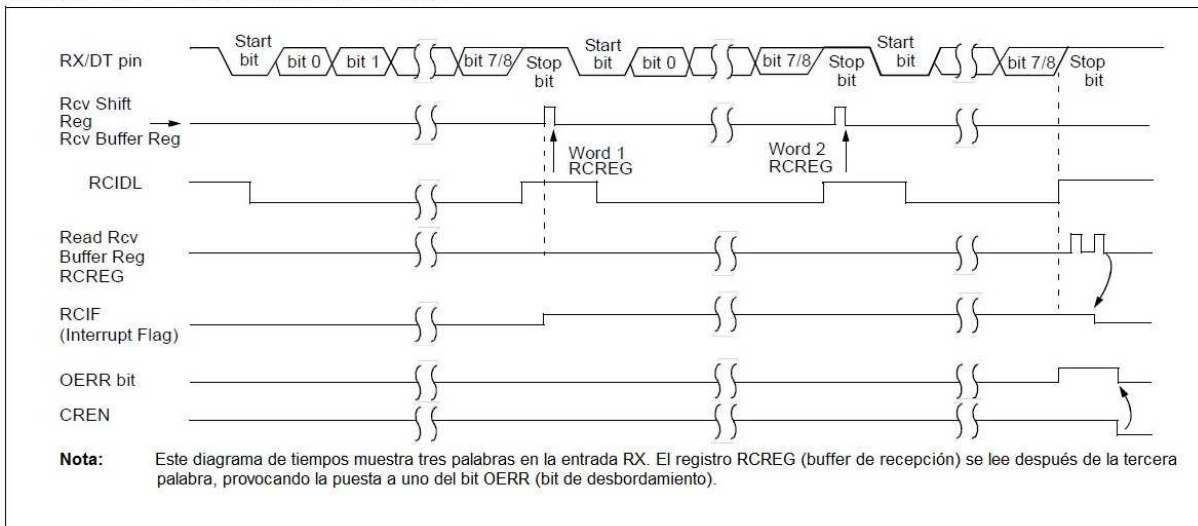 RX/DT pin
Start bit
bit 0
bit 1
bit 7/8
Stop bit
Start bit
bit 0
bit 7/8
Stop bit
Start bit
bit 7/8
Stop bit
Rcv Shift
Reg
Rcv Buffer Reg
Word 1
RCREG
Word 2
RCREG
RCIDL
Read Rcv
Buffer Reg
RCREG
RCIF
(Interrupt Flag)
OERR bit
CREN
Nota: Este diagrama de tiempos muestra tres palabras en la entrada RX. El registro RCREG (buffer de recepción) se lee después de la tercera
palabra, provocando la puesta a uno del bit OERR (bit de desbordamiento).